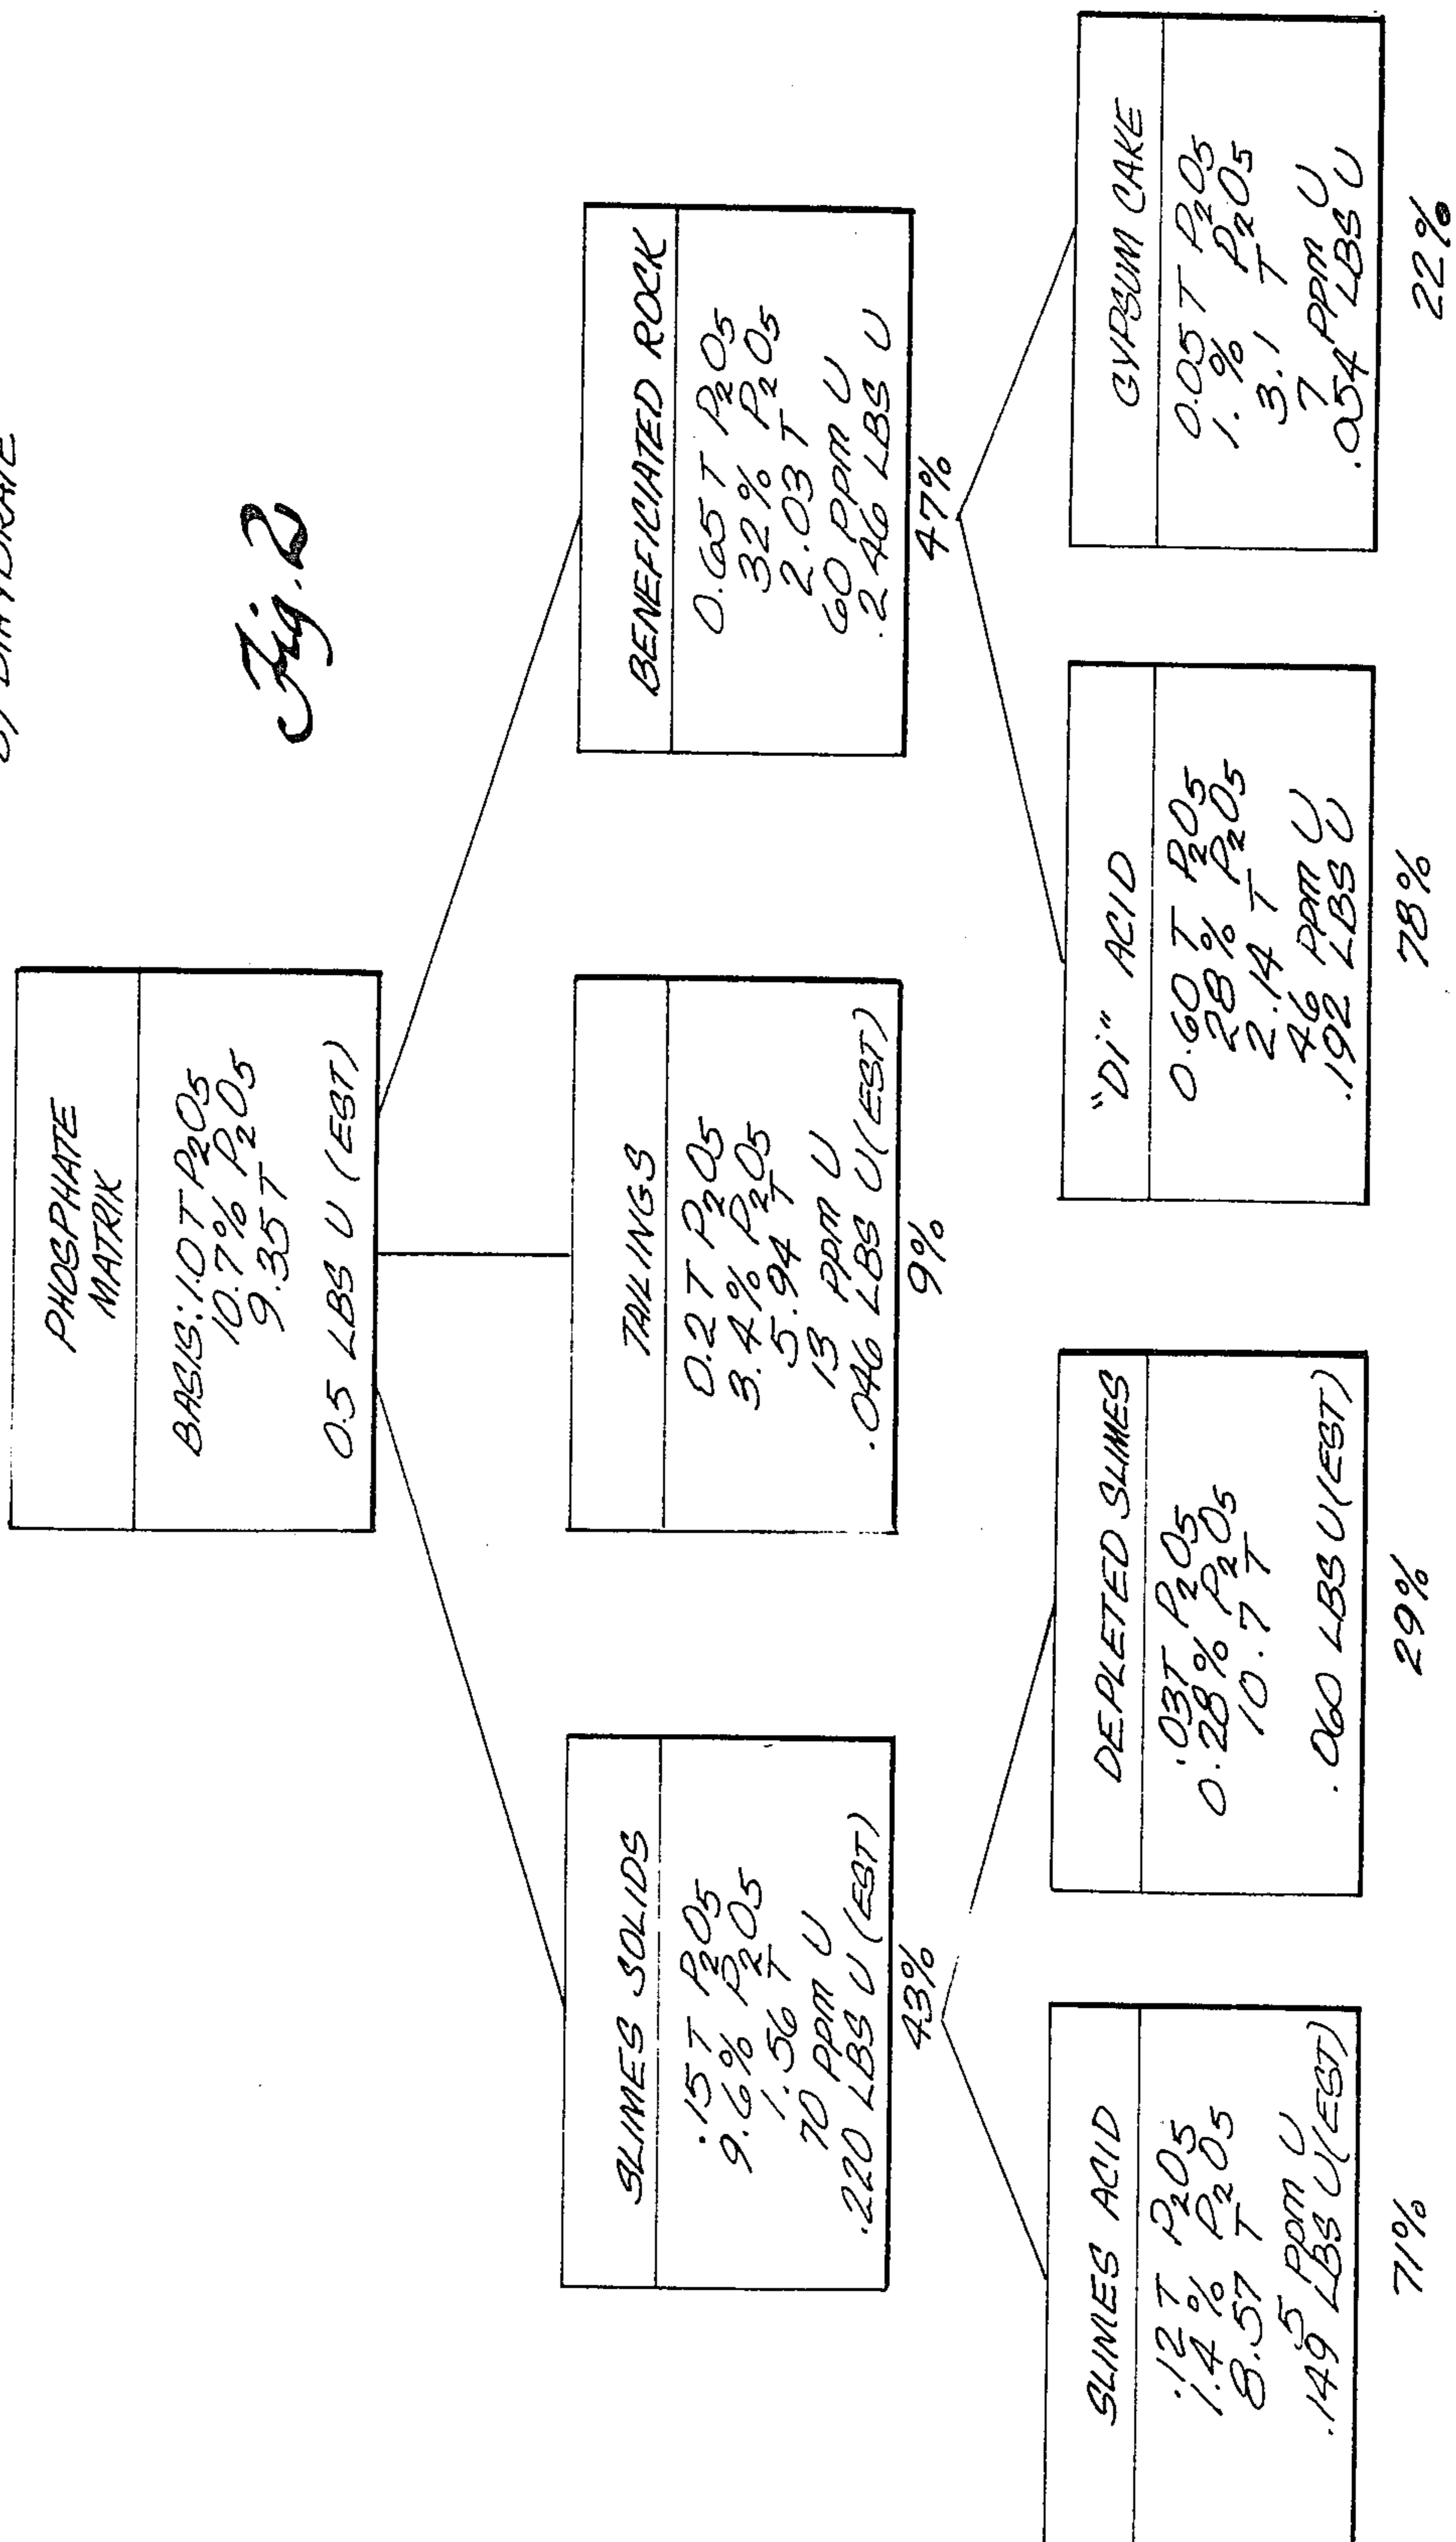 b) DIHYDRATE
Fig. 2
PHOSPHATE
MATRIX
BASIS: 1.0 T P2O5
10.7% P2O5
9.35 T
0.5 LBS U (EST)
SLIMES SOLIDS
.15 T P2O5
9.6% P2O5
1.56 T
70 PPM U
.220 LBS U (EST)
43%
TAILINGS
0.2 T P2O5
3.4% P2O5
5.94 T
13 PPM U
.046 LBS U (EST)
9%
BENEFICIATED ROCK
0.65 T P2O5
32% P2O5
2.03 T
60 PPM U
.246 LBS U
47%
SLIMES ACID
.12 T P2O5
1.4% P2O5
8.57 T
5 PPM U
.149 LBS U (EST)
71%
DEPLETED SLIMES
.03T P2O5
0.28% P2O5
10.7 T
.060 LBS U (EST)
29%
"Di" ACID
0.60 T P2O5
28% P2O5
2.14 T
46 PPM U
.192 LBS U
78%
GYPSUM CAKE
0.05 T P2O5
1.% P2O5
3.1 T
7 PPM U
.054 LBS U
22%